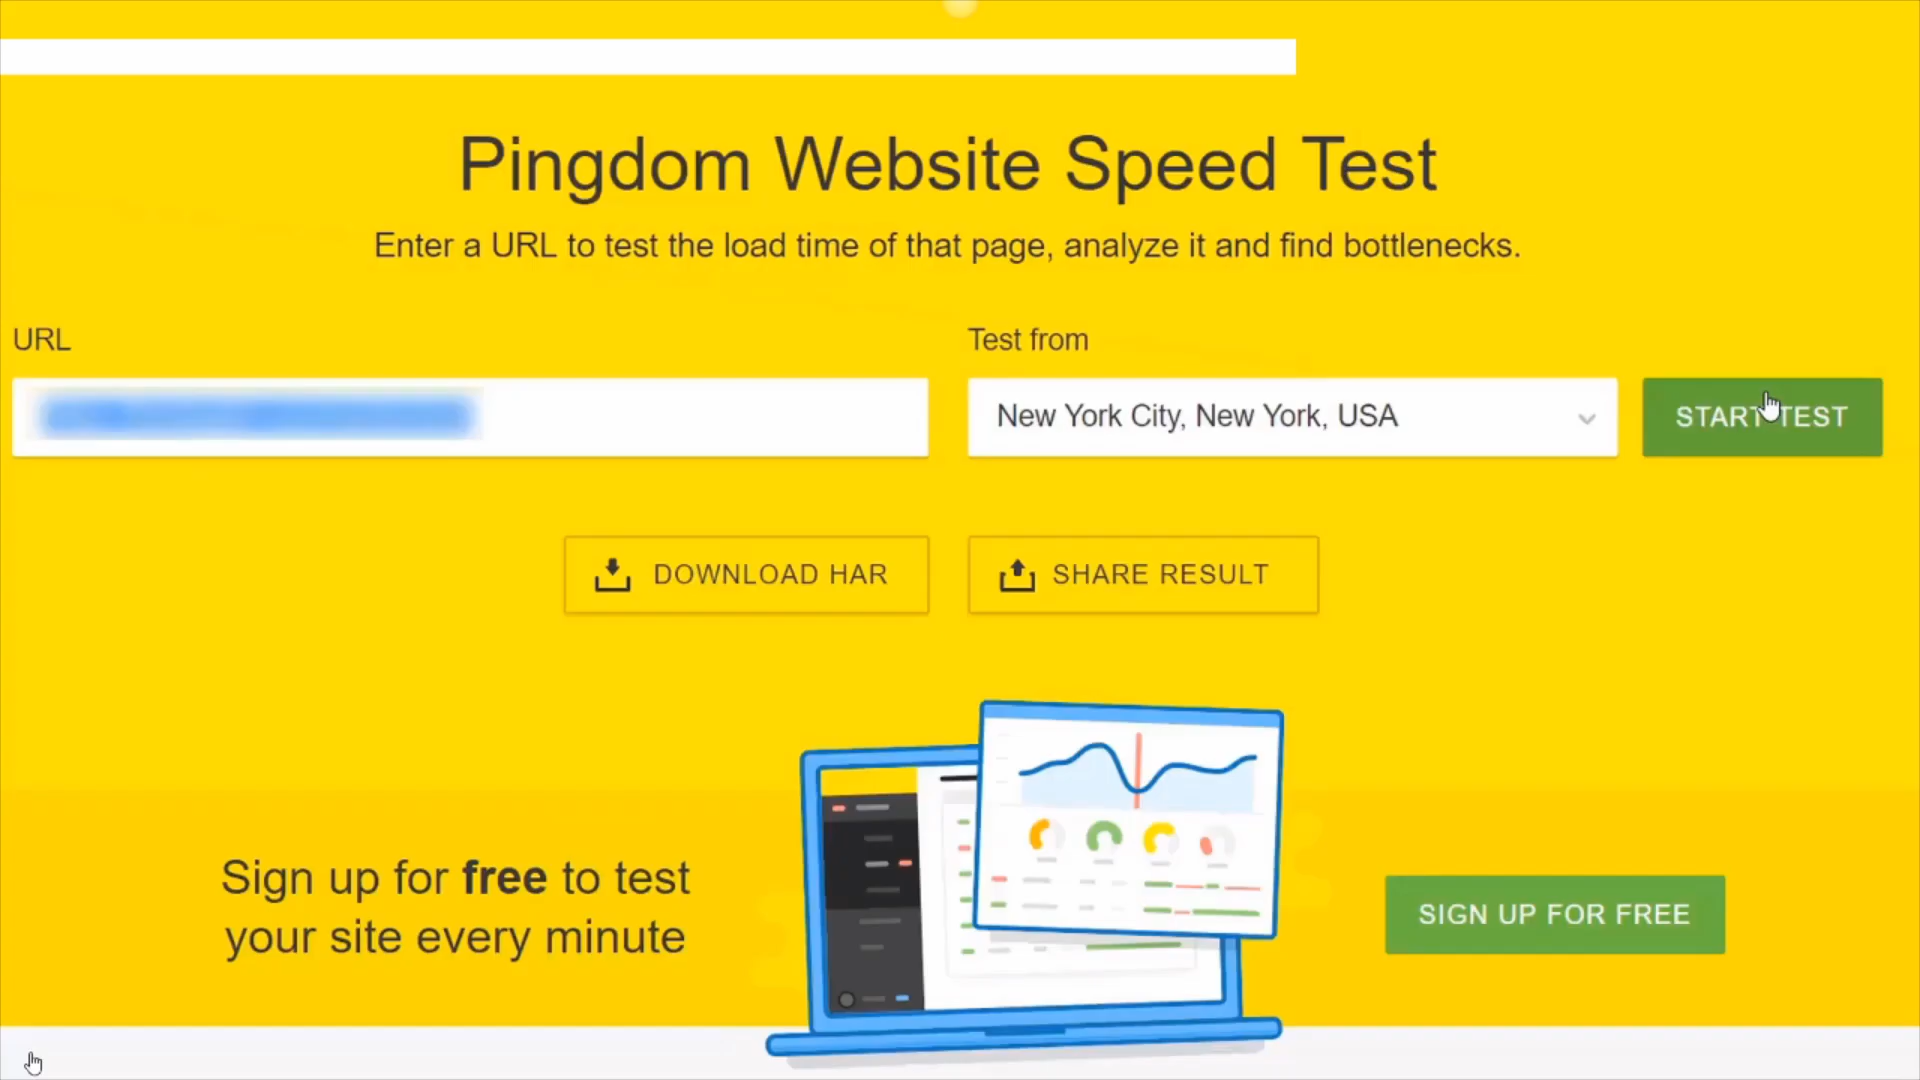 Pingdom Website Speed Test
Enter a URL to test the load time of that page, analyze it and find bottlenecks.
URL
Test from
New York City, New York, USA
START TEST
DOWNLOAD HAR
SHARE RESULT
Sign up for free to test
your site every minute
SIGN UP FOR FREE